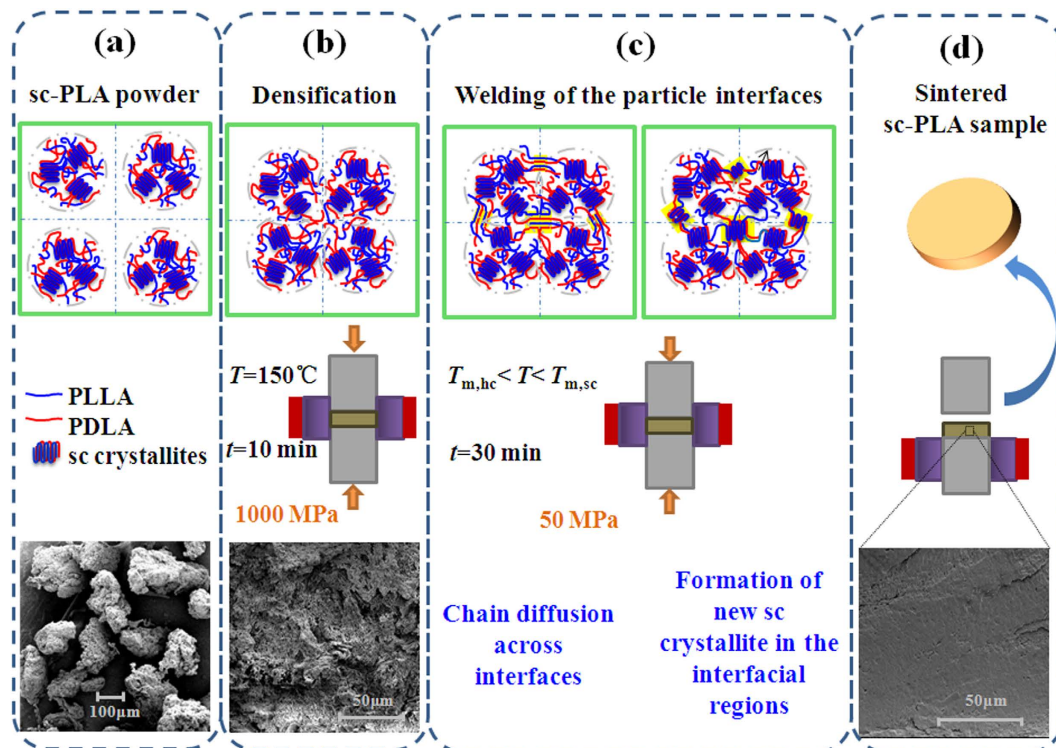 (a)
sc-PLA powder
PLLA
PDLA
sc crystallites
100μm
(b)
Densification
T=150℃
t=10 min
1000 MPa
50μm
(c)
Welding of the particle interfaces
Tm,hc< T< Tm,sc
t=30 min
50 MPa
Chain diffusion
across
interfaces
Formation of
new sc
crystallite in the
interfacial
regions
(d)
Sintered
sc-PLA sample
50μm